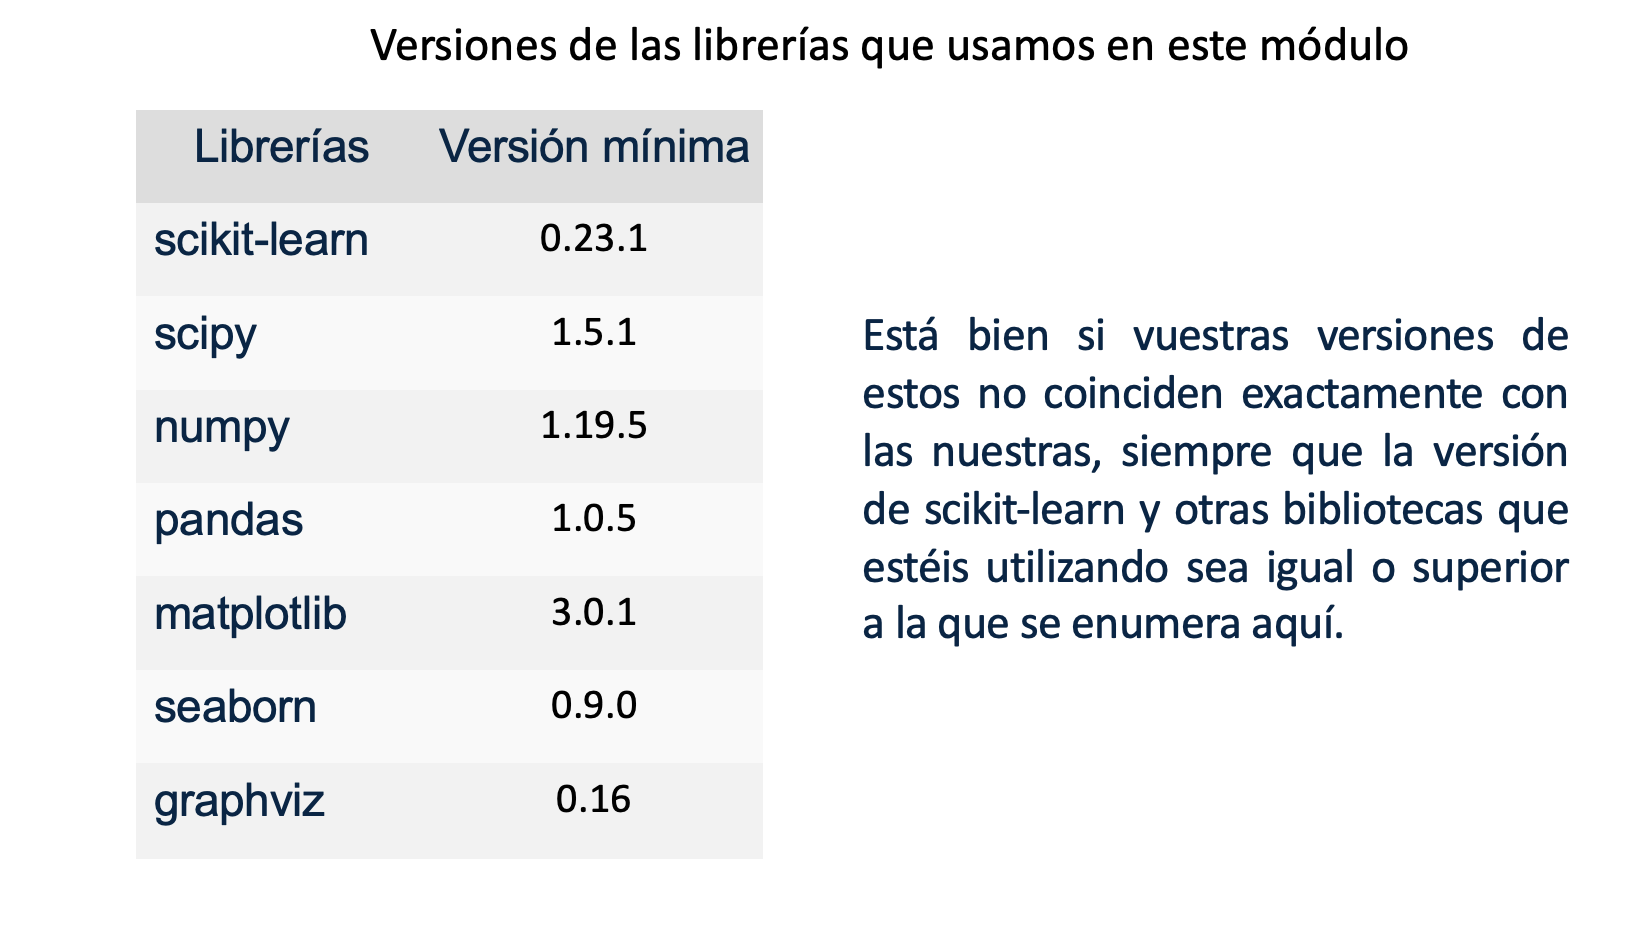 Versiones de las librerías que usamos en este módulo
Librerías Versión mínima
scikit-learn 0.23.1
scipy 1.5.1
numpy 1.19.5
pandas 1.0.5
matplotlib 3.0.1
seaborn 0.9.0
graphviz 0.16
Está bien si vuestras versiones de
estos no coinciden exactamente con
las nuestras, siempre que la versión
de scikit-learn y otras bibliotecas que
estéis utilizando sea igual o superior
a la que se enumera aquí.